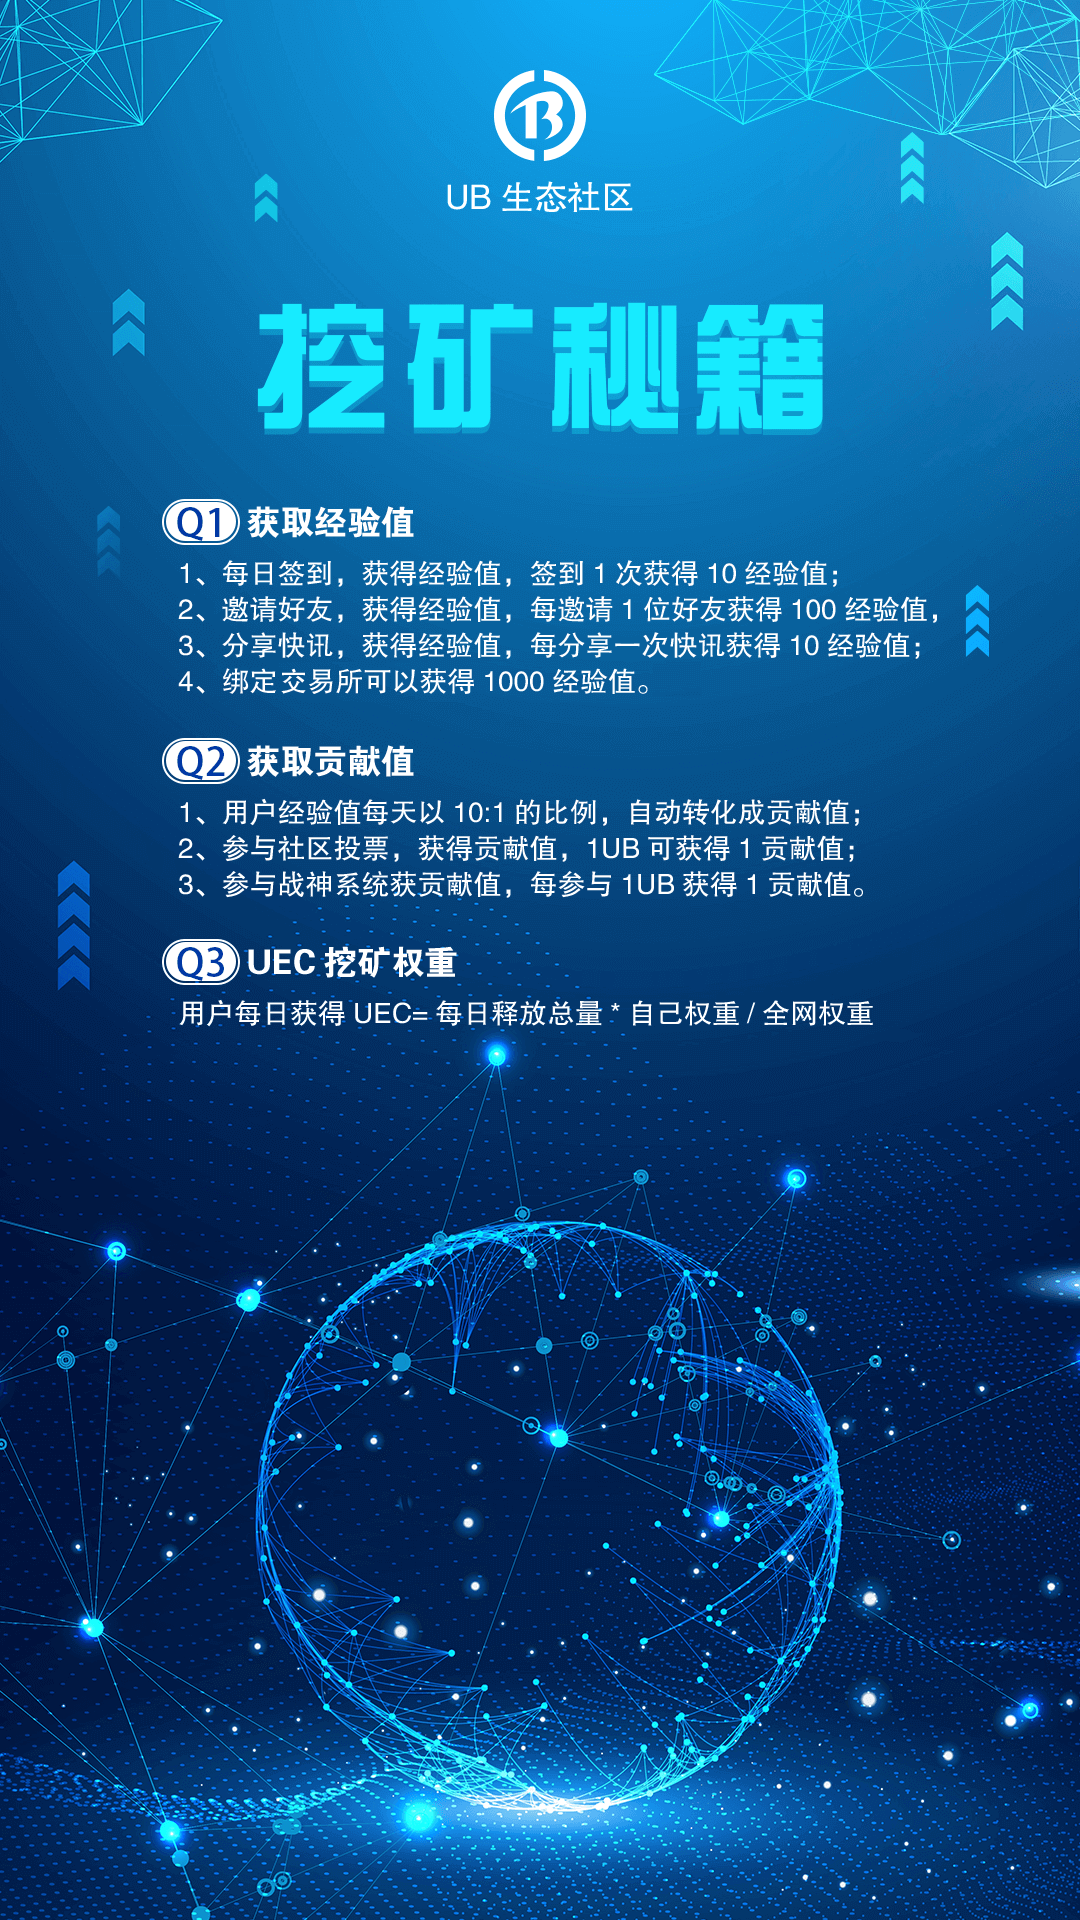 UB 生态社区
挖矿秘籍
Q1 获取经验值
1、每日签到，获得经验值，签到 1 次获得 10 经验值；
2、邀请好友，获得经验值，每邀请 1 位好友获得 100 经验值，
3、分享快讯，获得经验值，每分享一次快讯获得 10 经验值；
4、绑定交易所可以获得 1000 经验值。
Q2 获取贡献值
1、用户经验值每天以 10:1 的比例，自动转化成贡献值；
2、参与社区投票，获得贡献值，1UB 可获得 1 贡献值；
3、参与战神系统获贡献值，每参与 1UB 获得 1 贡献值。
Q3 UEC 挖矿权重
用户每日获得 UEC= 每日释放总量 * 自己权重 / 全网权重